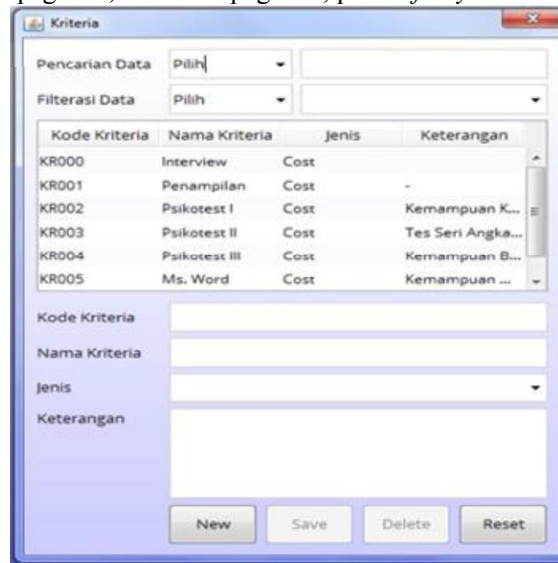 Kriteria
Pencarian Data Pilih
Filterasi Data Pilih
Kode Kriteria Nama Kriteria Jenis Keterangan
KR000 Interview Cost
KR001 Penampilan Cost -
KR002 Psikotest I Cost Kemampuan K...
KR003 Psikotest II Cost Tes Seri Angka...
KR004 Psikotest III Cost Kemampuan B...
KR005 Ms. Word Cost Kemampuan ...
Kode Kriteria
Nama Kriteria
Jenis
Keterangan
New Save Delete Reset